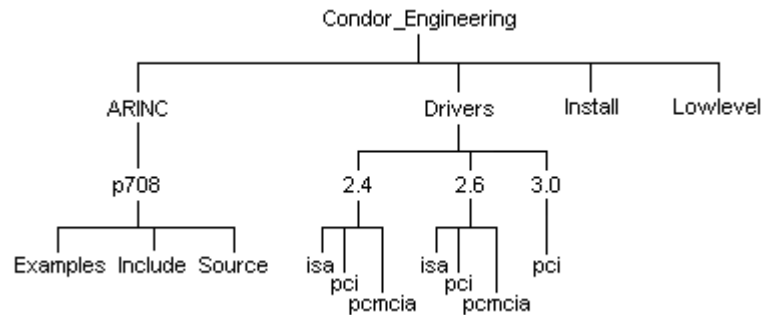 Condor_Engineering
ARINC Drivers Install Lowlevel
p708 2.4 2.6 3.0
Examples Include Source isa pci pcmcia isa pci pcmcia pci